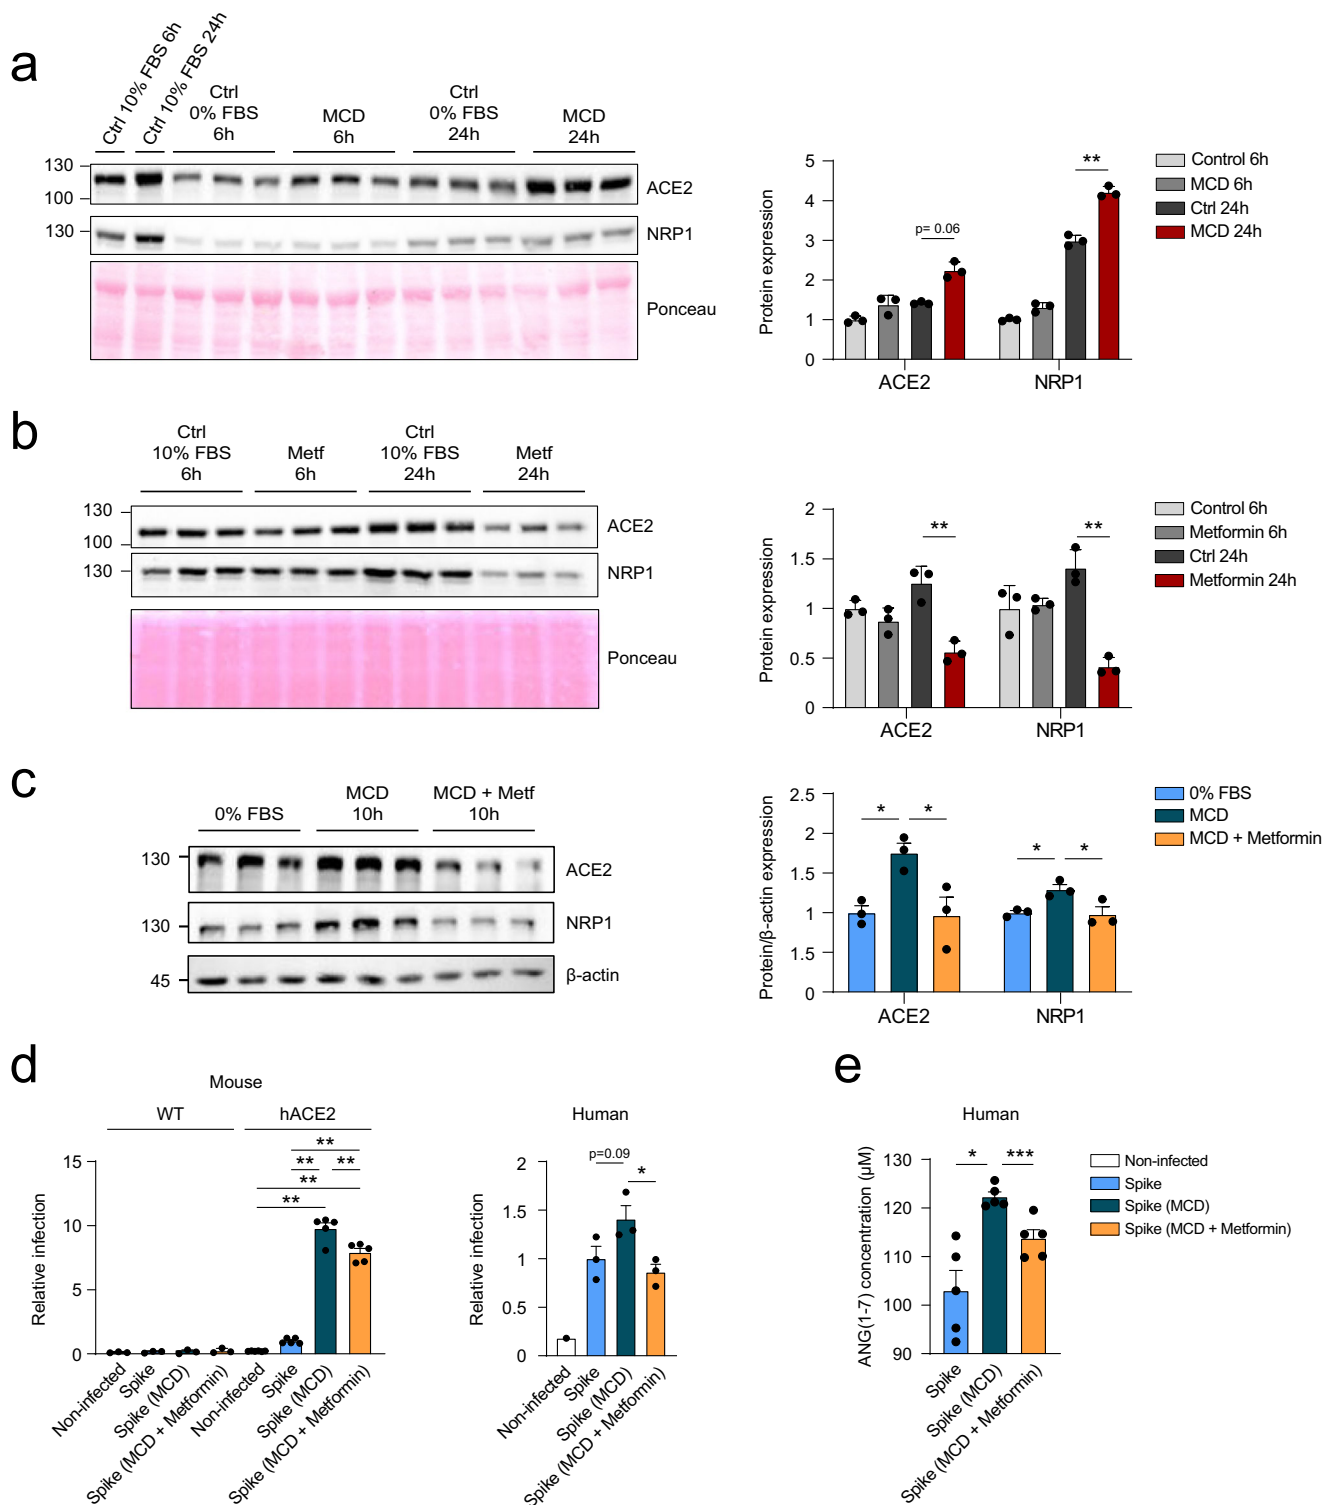 a
Ctrl 10% FBS 6h
Ctrl 10% FBS 24h
Ctrl
0% FBS
6h
MCD
6h
Ctrl
0% FBS
24h
MCD
24h
130
100
ACE2
130
NRP1
Ponceau
Protein expression
5
4
3
2
1
0
p= 0.06
**
ACE2
NRP1
Control 6h
MCD 6h
Ctrl 24h
MCD 24h
b
Ctrl
10% FBS
6h
Metf
6h
Ctrl
10% FBS
24h
Metf
24h
130
100
ACE2
130
NRP1
Ponceau
Protein expression
2
1.5
1
0.5
0
**
**
ACE2
NRP1
Control 6h
Metformin 6h
Ctrl 24h
Metformin 24h
c
0% FBS
MCD
10h
MCD + Metf
10h
130
ACE2
130
NRP1
45
β-actin
Protein/β-actin expression
2.5
2
1.5
1
1.5
0
* *
* *
ACE2
NRP1
0% FBS
MCD
MCD + Metformin
d
Mouse
WT
hACE2
Relative infection
15
10
5
0
**
** **
**
**
Non-infected
Spike
Spike (MCD)
Spike (MCD + Metformin)
Non-infected
Spike
Spike (MCD)
Spike (MCD + Metformin)
Human
Relative infection
2
1.5
1
0.5
0
p=0.09
*
Non-infected
Spike
Spike (MCD)
Spike (MCD + Metformin)
e
Human
ANG(1-7) concentration (µM)
130
120
110
100
90
* ***
Spike
Spike (MCD)
Spike (MCD + Metformin)
Non-infected
Spike
Spike (MCD)
Spike (MCD + Metformin)